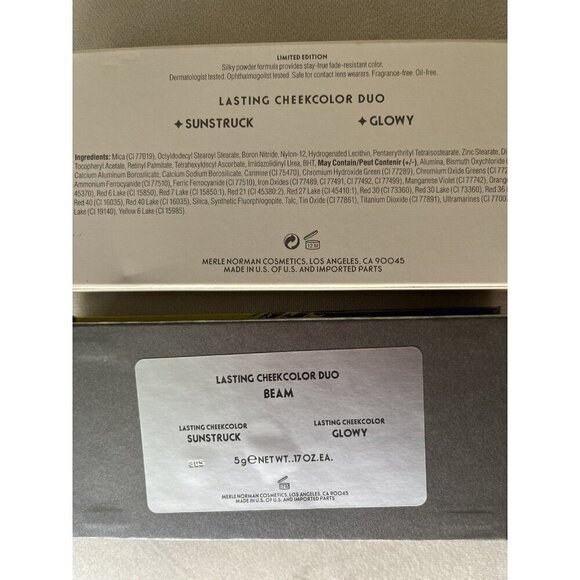 LIMITED EDITION
Silky powder formula provides stay-true fade-resistant color.
Dermatologist tested. Ophthalmogolist tested. Safe for contact lens wearers. Fragrance-free. Oil-free.
LASTING CHEEKCOLOR DUO
SUNSTRUCK GLOWY
Ingredients: Mica (CI 77019), Octyldodecyl Stearoyl Stearate, Boron Nitride, Nylon-12, Hydrogenated Lecithin, Pentaerythrityl Tetraisostearate, Zinc Stearate,
Tocopheryl Acetate, Retinyl Palmitate, Tetrahexyldecyl Ascorbate, Imidazolidinyl Urea, BHT, May Contain/Peut Contenir (+/-). Alumina, Bismuth Oxychloride
Calcium Aluminum Borosilicate, Calcium Sodium Borosilicate, Carmine (CI 75470), Chromium Hydroxide Green (CI 77289), Chromium Oxide Greens
Ammonium Ferrocyanide (CI 77510), Ferric Ferrocyanide (CI 77510), Iron Oxides (CI 77489, CI 77491, CI 77492, CI 77499), Manganese Violet (CI 77742),
45370), Red 6 Lake (CI 15850), Red 7 Lake (CI 15850:1), Red 21 (CI 45380:2), Red 27 Lake (CI 45410:1), Red 30 (CI 73360), Red 30 Lake (CI 73360), Red 36
Red 40 (CI 16035), Red 40 Lake (CI 16035), Silica, Synthetic Fluorphlogopite, Talc, Tin Oxide (CI 77861), Titanium Dioxide (CI 77891), Ultramarines
Lake (CI 19140), Yellow 6 Lake (CI 15985).
12 M
MERLE NORMAN COSMETICS, LOS ANGELES, CA 90045
MADE IN U.S. OF U.S. AND IMPORTED PARTS
LASTING CHEEKCOLOR DUO
BEAM
LASTING CHEEKCOLOR LASTING CHEEKCOLOR
SUNSTRUCK GLOWY
5g e NET WT. .17 OZ. EA.
MERLE NORMAN COSMETICS, LOS ANGELES, CA 90045
MADE IN U.S. OF U.S. AND IMPORTED PARTS